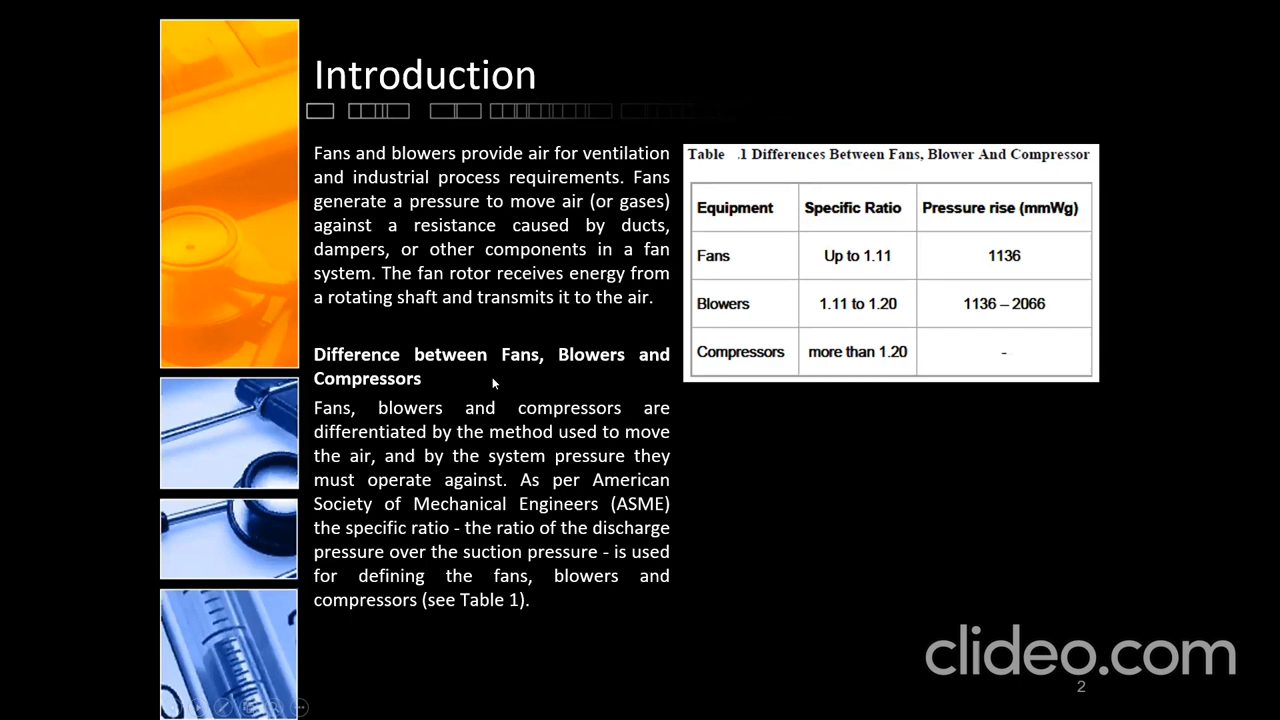 Introduction
Fans and blowers provide air for ventilation
and industrial process requirements. Fans
generate a pressure to move air (or gases)
against a resistance caused by ducts,
dampers, or other components in a fan
system. The fan rotor receives energy from
a rotating shaft and transmits it to the air.
Difference between Fans, Blowers and
Compressors
Fans, blowers and compressors are
differentiated by the method used to move
the air, and by the system pressure they
must operate against. As per American
Society of Mechanical Engineers (ASME)
the specific ratio - the ratio of the discharge
pressure over the suction pressure - is used
for defining the fans, blowers and
compressors (see Table 1).
Table .1 Differences Between Fans, Blower And Compressor
Equipment Specific Ratio Pressure rise (mmWg)
Fans Up to 1.11 1136
Blowers 1.11 to 1.20 1136 – 2066
Compressors more than 1.20 -
clideo.com
2